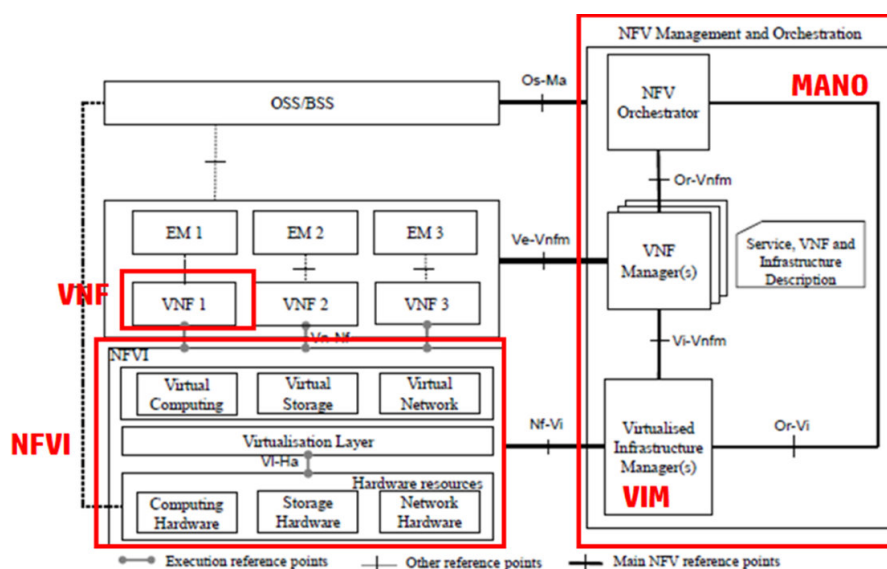 NFV Management and Orchestration
MANO
Os-Ma
OSS/BSS
NFV
Orchestrator
Or-Vnfm
EM 1
EM 2
EM 3
Ve-Vnfm
VNF
Manager(s)
Service, VNF and
Infrastructure
Description
VNF
VNF 1
VNF 2
VNF 3
Vn-Nf
Vi-Vnfm
NFVI
NFVI
Virtual
Computing
Virtual
Storage
Virtual
Network
Nf-Vi
Or-Vi
Virtualisation Layer
Virtualised
Infrastructure
Manager(s)
VIM
Vl-Ha
Hardware resources
Computing
Hardware
Storage
Hardware
Network
Hardware
Execution reference points
Other reference points
Main NFV reference points